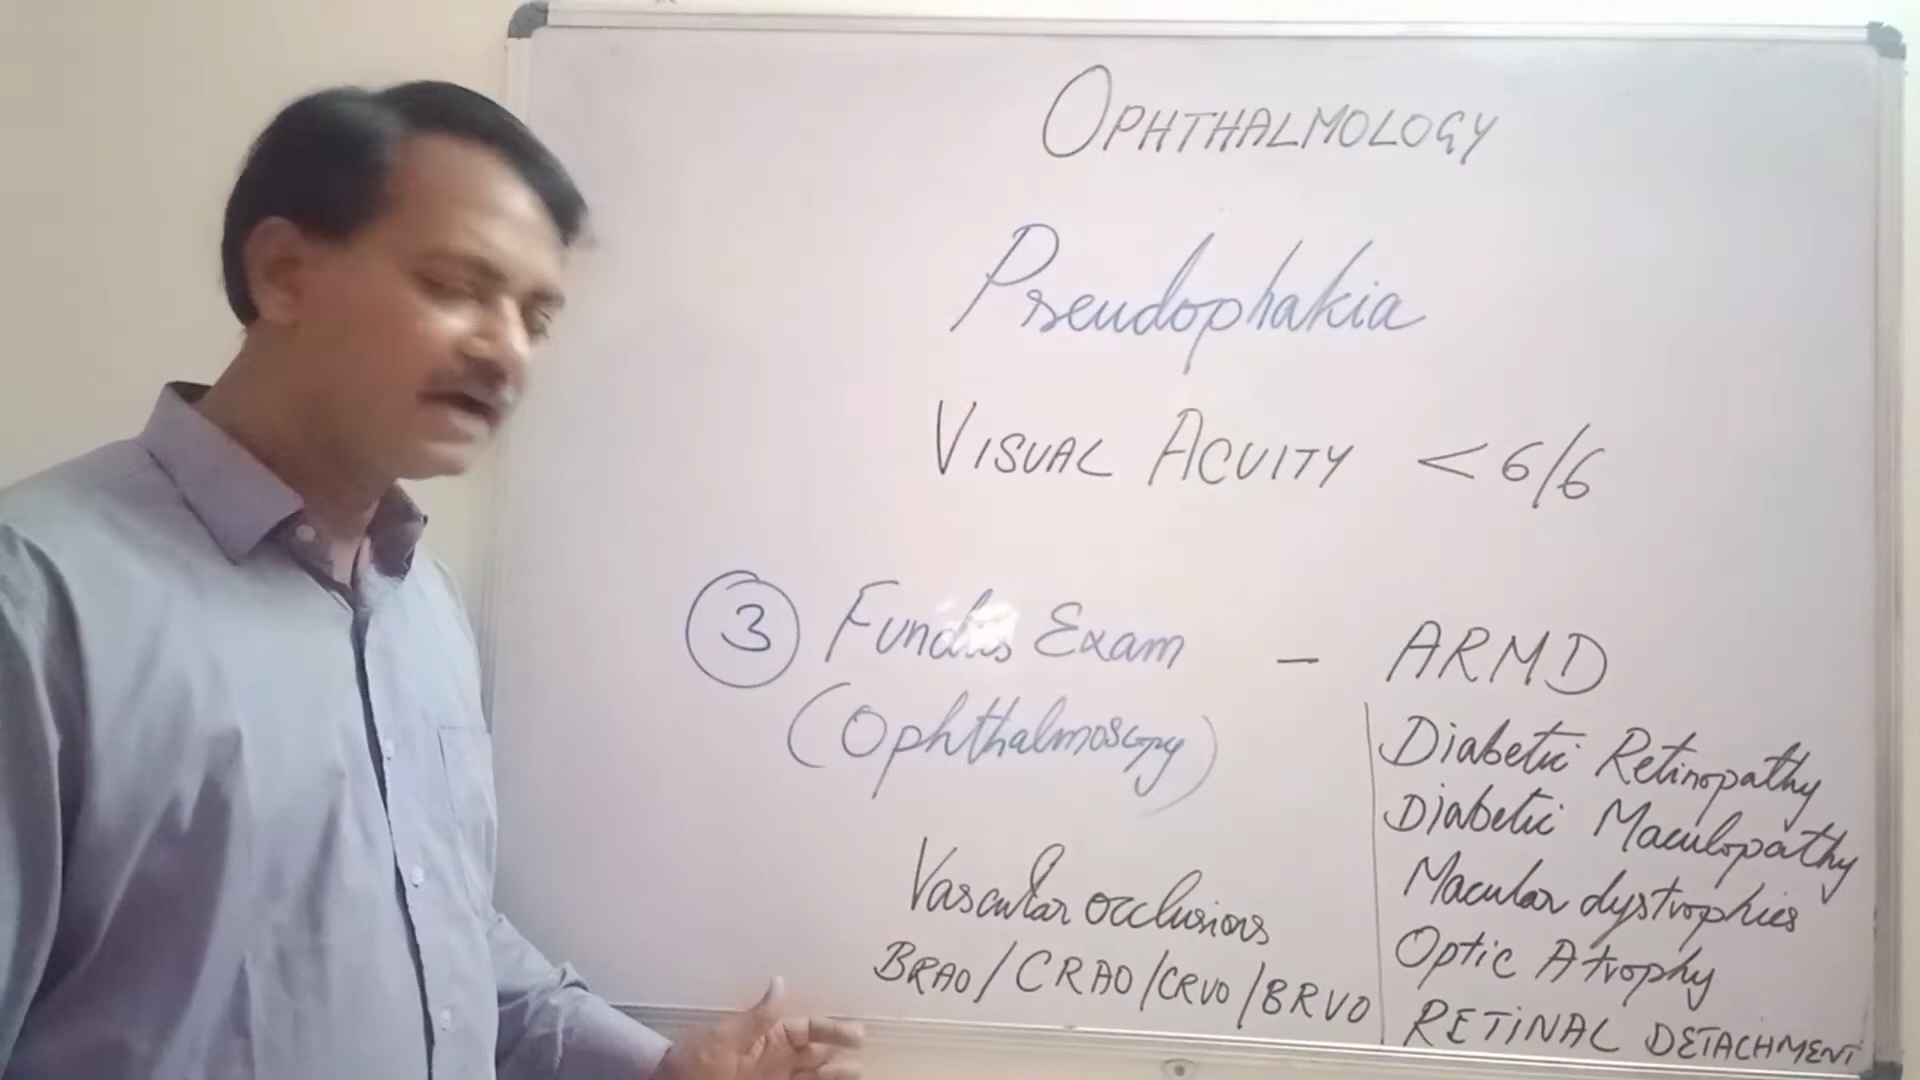 OPHTHALMOLOGY
Pseudophakia
VISUAL ACUITY < 6/6
3 Fundus Exam - ARMD
(Ophthalmoscopy)
Diabetic Retinopathy
Diabetic Maculopathy
Macular dystrophies
Optic Atrophy
RETINAL DETACHMENT
Vascular occlusions
BRAO/CRAO/CRVO/BRVO